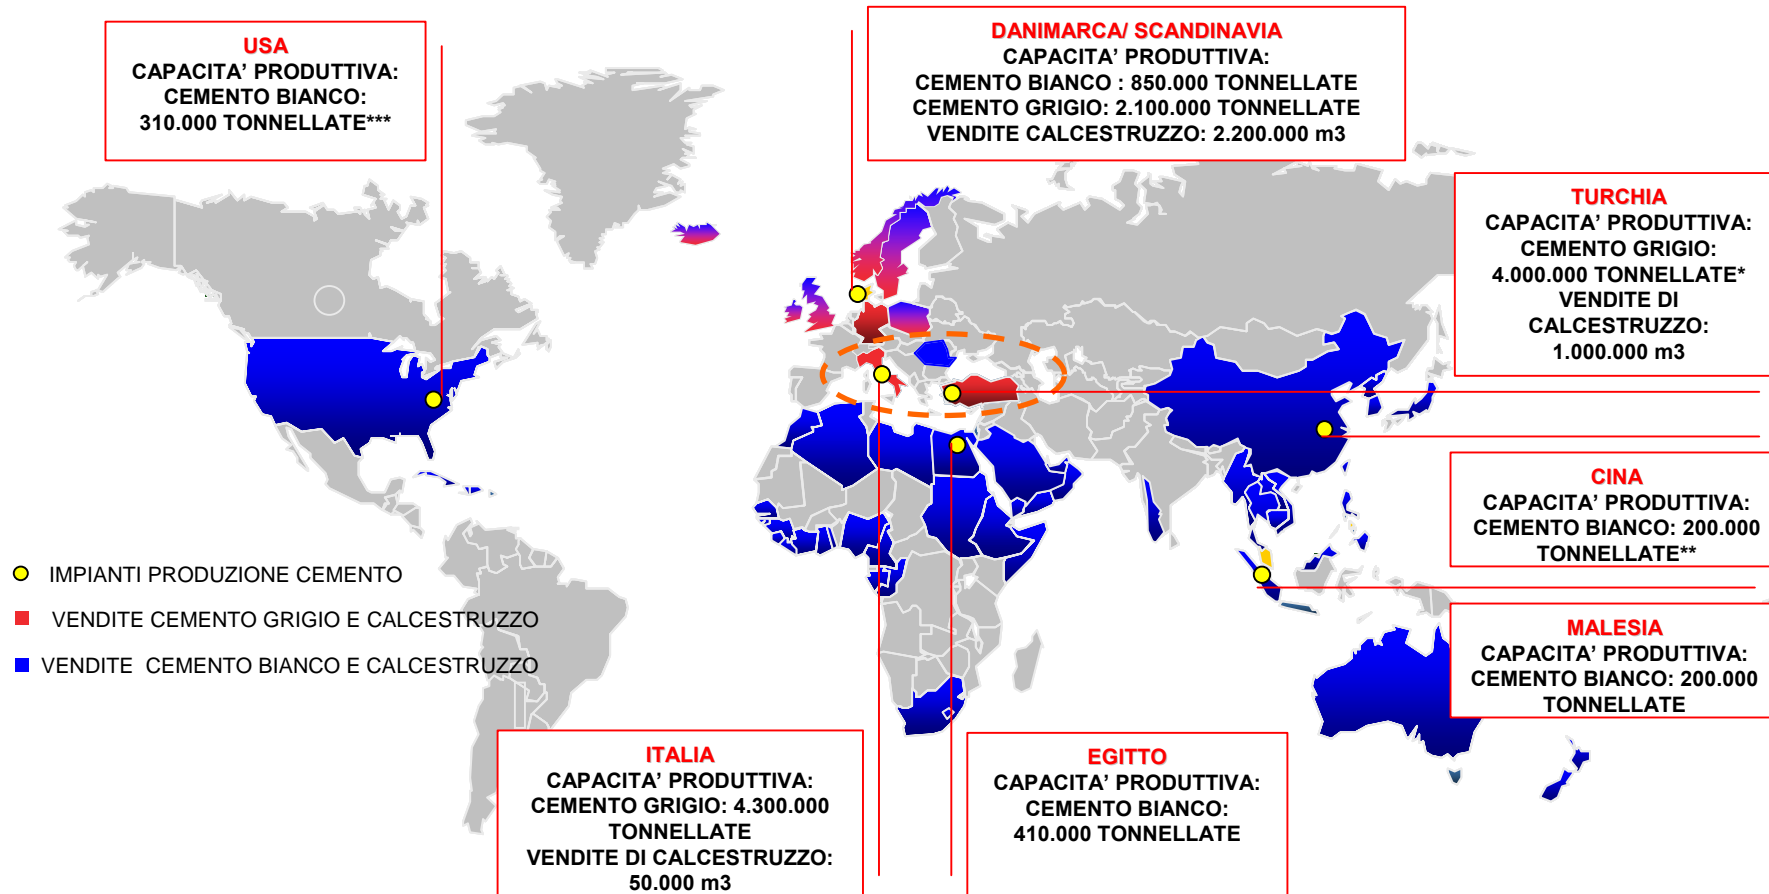 USA
CAPACITA’ PRODUTTIVA:
CEMENTO BIANCO:
310.000 TONNELLATE***
DANIMARCA/ SCANDINAVIA
CAPACITA’ PRODUTTIVA:
CEMENTO BIANCO : 850.000 TONNELLATE
CEMENTO GRIGIO: 2.100.000 TONNELLATE
VENDITE CALCESTRUZZO: 2.200.000 m3
TURCHIA
CAPACITA’ PRODUTTIVA:
CEMENTO GRIGIO:
4.000.000 TONNELLATE*
VENDITE DI
CALCESTRUZZO:
1.000.000 m3
CINA
CAPACITA’ PRODUTTIVA:
CEMENTO BIANCO: 200.000
TONNELLATE**
MALESIA
CAPACITA’ PRODUTTIVA:
CEMENTO BIANCO: 200.000
TONNELLATE
IMPIANTI PRODUZIONE CEMENTO
VENDITE CEMENTO GRIGIO E CALCESTRUZZO
VENDITE CEMENTO BIANCO E CALCESTRUZZO
ITALIA
CAPACITA’ PRODUTTIVA:
CEMENTO GRIGIO: 4.300.000
TONNELLATE
VENDITE DI CALCESTRUZZO:
50.000 m3
EGITTO
CAPACITA’ PRODUTTIVA:
CEMENTO BIANCO:
410.000 TONNELLATE